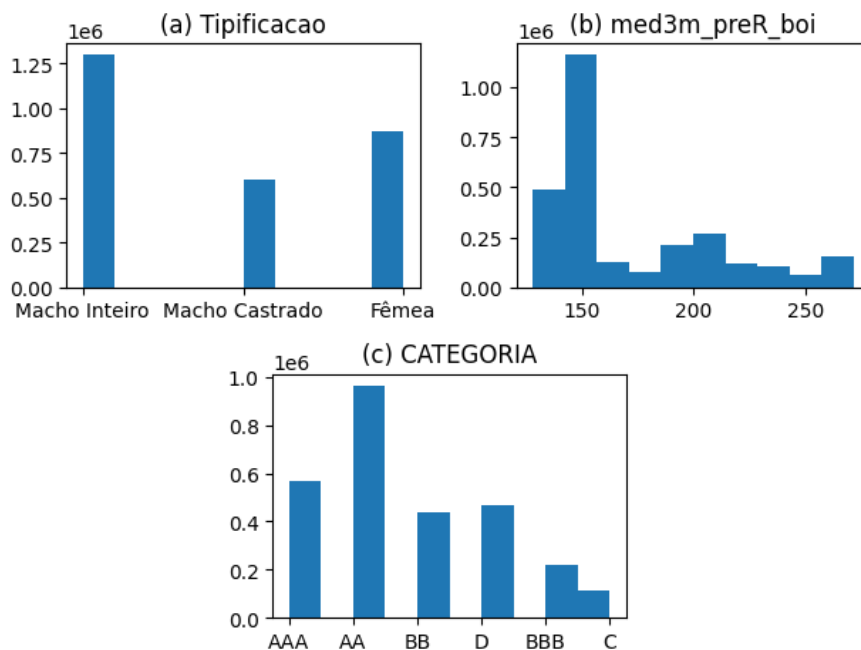 (a) Tipificacao
1e6
1.25
1.00
0.75
0.50
0.25
0.00
Macho Inteiro Macho Castrado Fêmea
(b) med3m_preR_boi
1e6
1.00
0.75
0.50
0.25
0.00
150 200 250
(c) CATEGORIA
1e6
1.0
0.8
0.6
0.4
0.2
0.0
AAA AA BB D BBB C